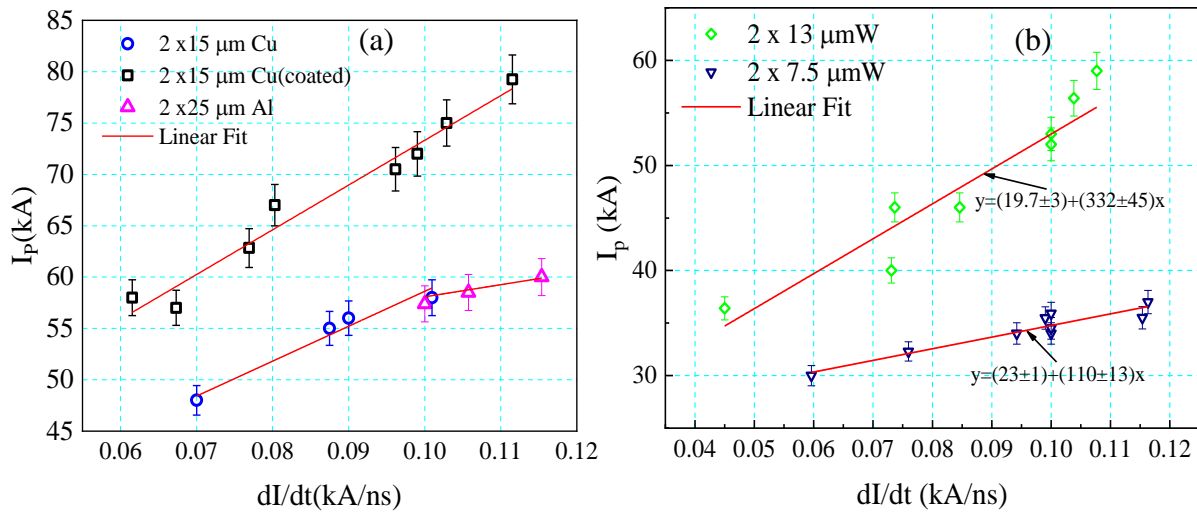 (a)
2 x15 μm Cu
2 x15 μm Cu(coated)
2 x25 μm Al
Linear Fit
85
80
75
70
65
60
55
50
45
I_P(kA)
0.06 0.07 0.08 0.09 0.10 0.11 0.12
dI/dt(kA/ns)
(b)
2 x 13 μmW
2 x 7.5 μmW
Linear Fit
y=(19.7±3)+(332±45)x
y=(23±1)+(110±13)x
60
50
40
30
I_p (kA)
0.04 0.05 0.06 0.07 0.08 0.09 0.10 0.11 0.12
dI/dt (kA/ns)